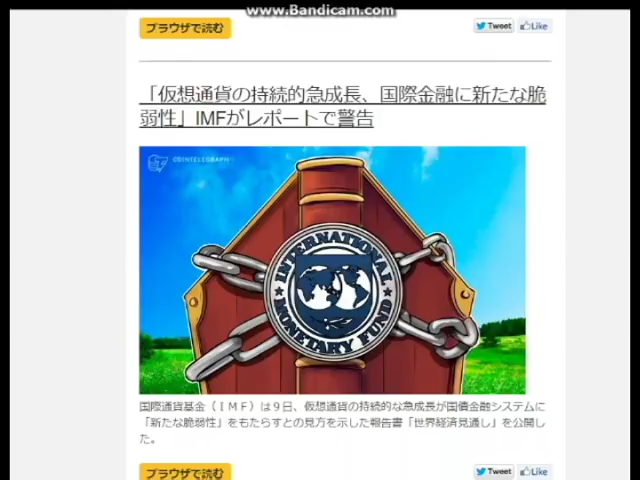 www.Bandicam.com
ブラウザで読む
Tweet
Like
「仮想通貨の持続的急成長、国際金融に新たな脆
弱性」IMFがレポートで警告
COINTELEGRAPH
INTERNATIONAL
MONETARY FUND
国際通貨基金（ＩＭＦ）は９日、仮想通貨の持続的な急成長が国債金融システムに
「新たな脆弱性」をもたらすとの見方を示した報告書「世界経済見通し」を公開し
た。
ブラウザで読む
Tweet
Like